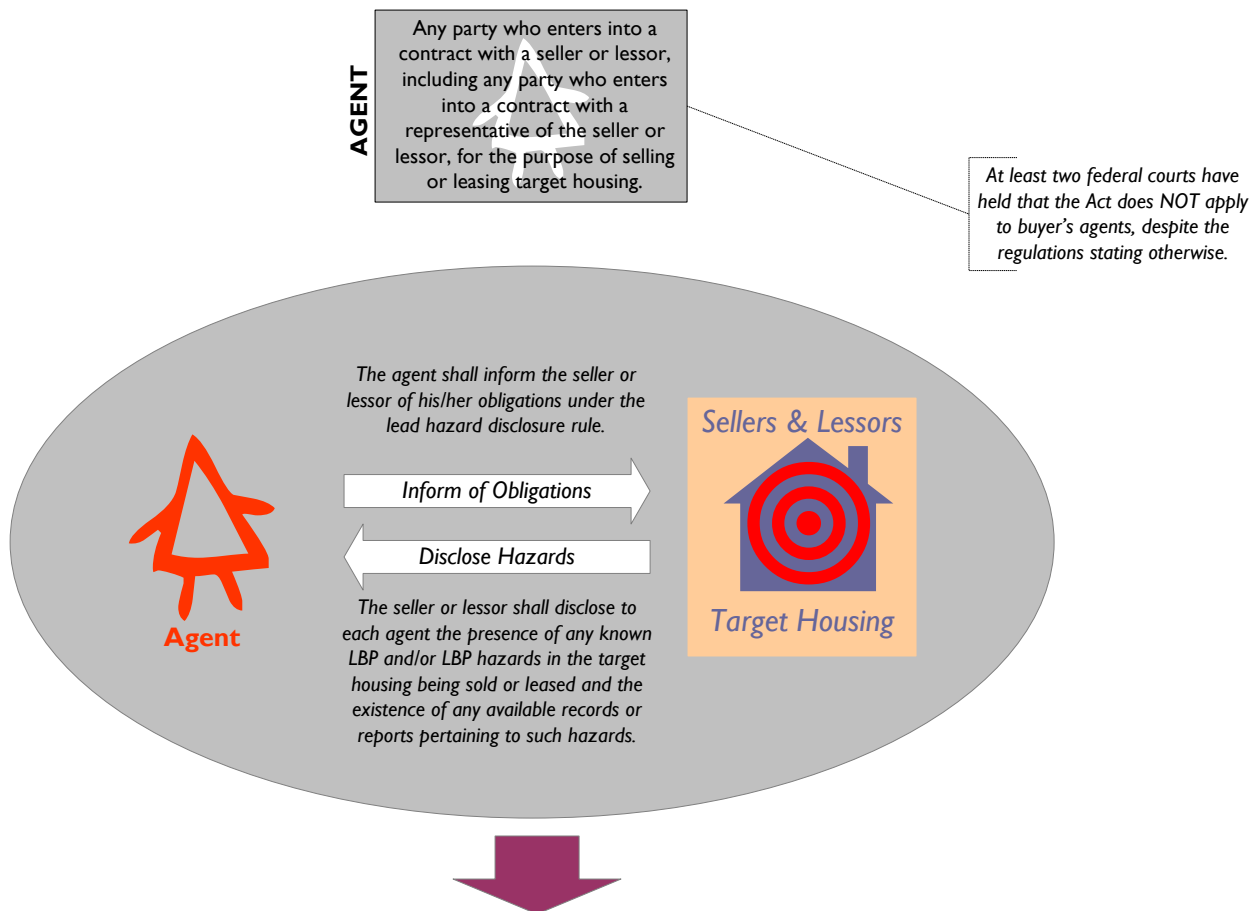 AGENT
Any party who enters into a
contract with a seller or lessor,
including any party who enters
into a contract with a
representative of the seller or
lessor, for the purpose of selling
or leasing target housing.
At least two federal courts have
held that the Act does NOT apply
to buyer’s agents, despite the
regulations stating otherwise.
The agent shall inform the seller or
lessor of his/her obligations under the
lead hazard disclosure rule.
Sellers & Lessors
Inform of Obligations
Disclose Hazards
Agent
The seller or lessor shall disclose to
each agent the presence of any known
LBP and/or LBP hazards in the target
housing being sold or leased and the
existence of any available records or
reports pertaining to such hazards.
Target Housing